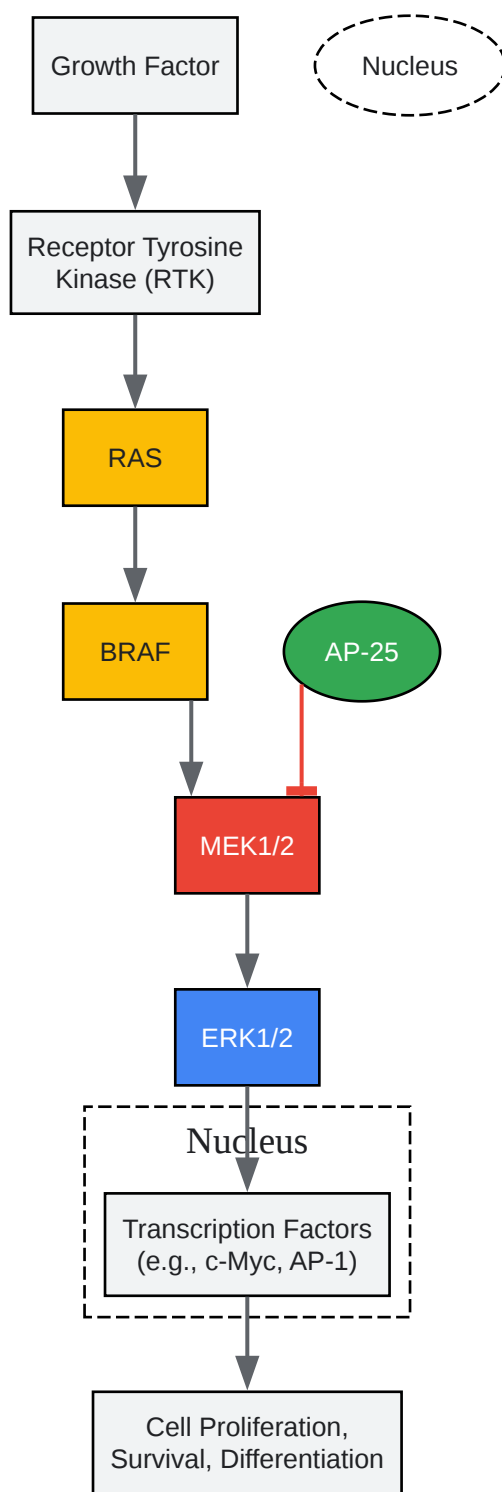 Growth Factor
Nucleus
Receptor Tyrosine
Kinase (RTK)
RAS
BRAF
AP-25
MEK1/2
ERK1/2
Nucleus
Transcription Factors
(e.g., c-Myc, AP-1)
Cell Proliferation,
Survival, Differentiation